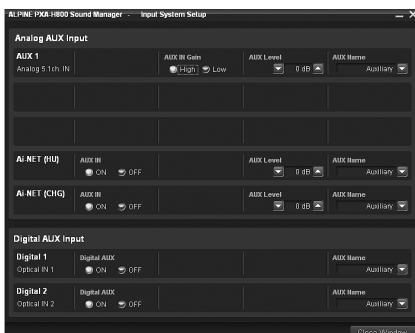 ALPINE PXA-H800 Sound Manager - Input System Setup
Analog AUX Input
AUX 1 AUX IN Gain AUX Level AUX Name
Analog 5.1ch. IN High Low 0 dB Auxiliary
Ai-NET (HU) AUX IN AUX Level AUX Name
ON OFF 0 dB Auxiliary
Ai-NET (CHG) AUX IN AUX Level AUX Name
ON OFF 0 dB Auxiliary
Digital AUX Input
Digital 1 Digital AUX AUX Name
Optical IN 1 ON OFF Auxiliary
Digital 2 Digital AUX AUX Name
Optical IN 2 ON OFF Auxiliary
Close Window